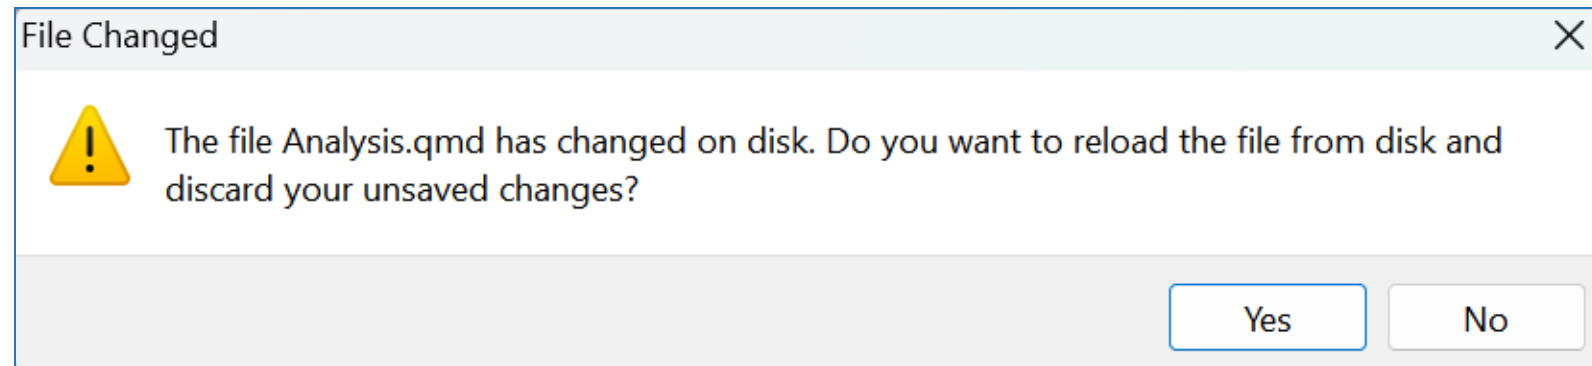 File Changed
The file Analysis.qmd has changed on disk. Do you want to reload the file from disk and
discard your unsaved changes?
Yes No